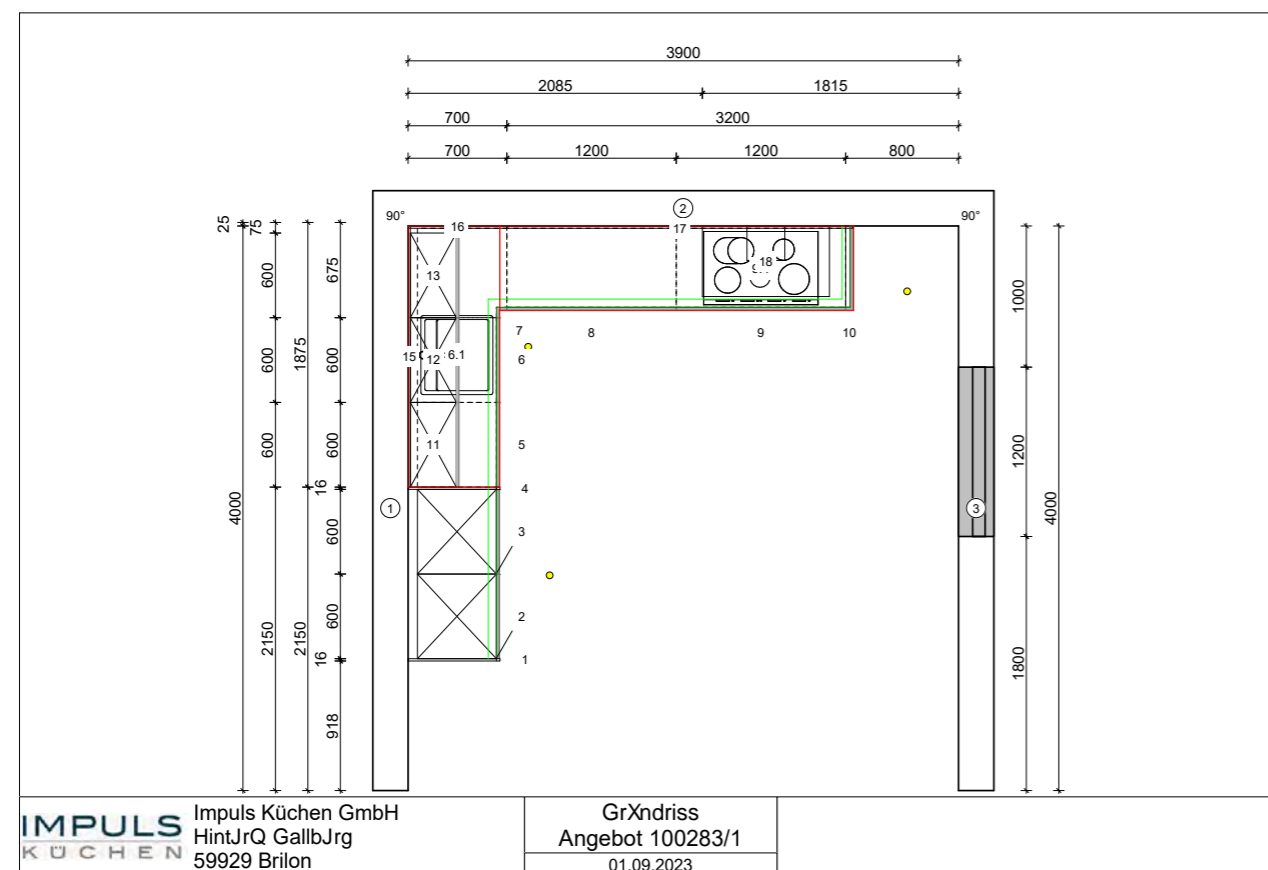 3900
2085 1815
700 3200
700 1200 1200 800
90° 2 90°
16 17
25 75
600 675 13 18 1000
7 8 9 10
4000 600 1875 600 15 12 6.1 6
600 600 11 5 1200
16 4
1 3
4000
600 3
2150 2150 600 2
16 1
1800
918
IMPULS
KÜCHEN
Impuls Küchen GmbH
HintJrQ GallbJrg
59929 Brilon
GrXndriss
Angebot 100283/1
01.09.2023